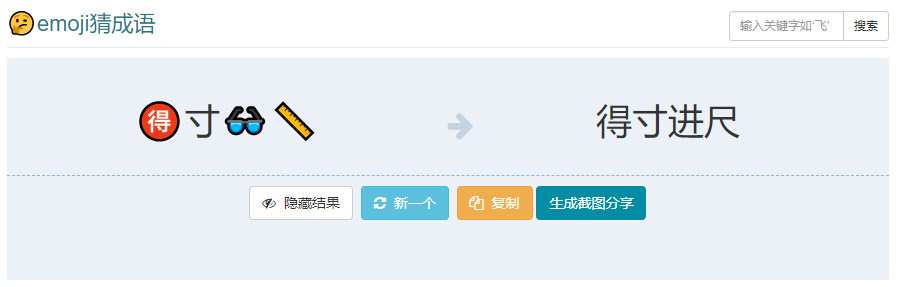 🤔emoji猜成语
输入关键字如'飞' 搜索
🉐寸👓📏 得寸进尺
隐藏结果 新一个 复制 生成截图分享